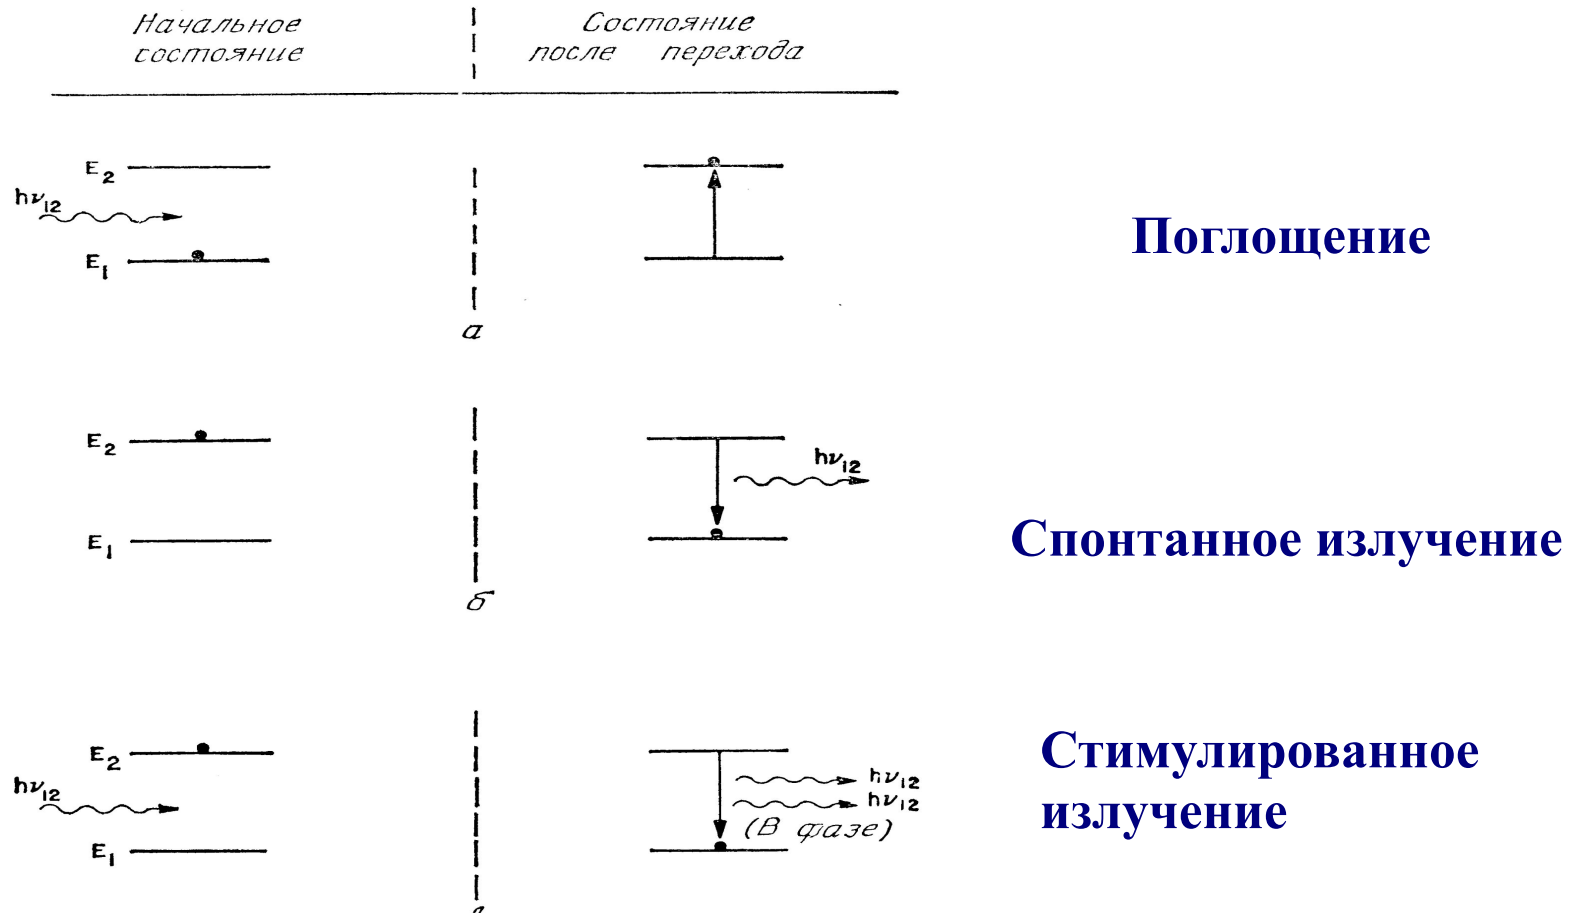 Начальное состояние
Состояние после перехода
E₂
hν₁₂
E₁
а
Поглощение
E₂
hν₁₂
E₁
б
Спонтанное излучение
E₂
hν₁₂
E₁
hν₁₂
hν₁₂
(В фазе)
Стимулированное
излучение